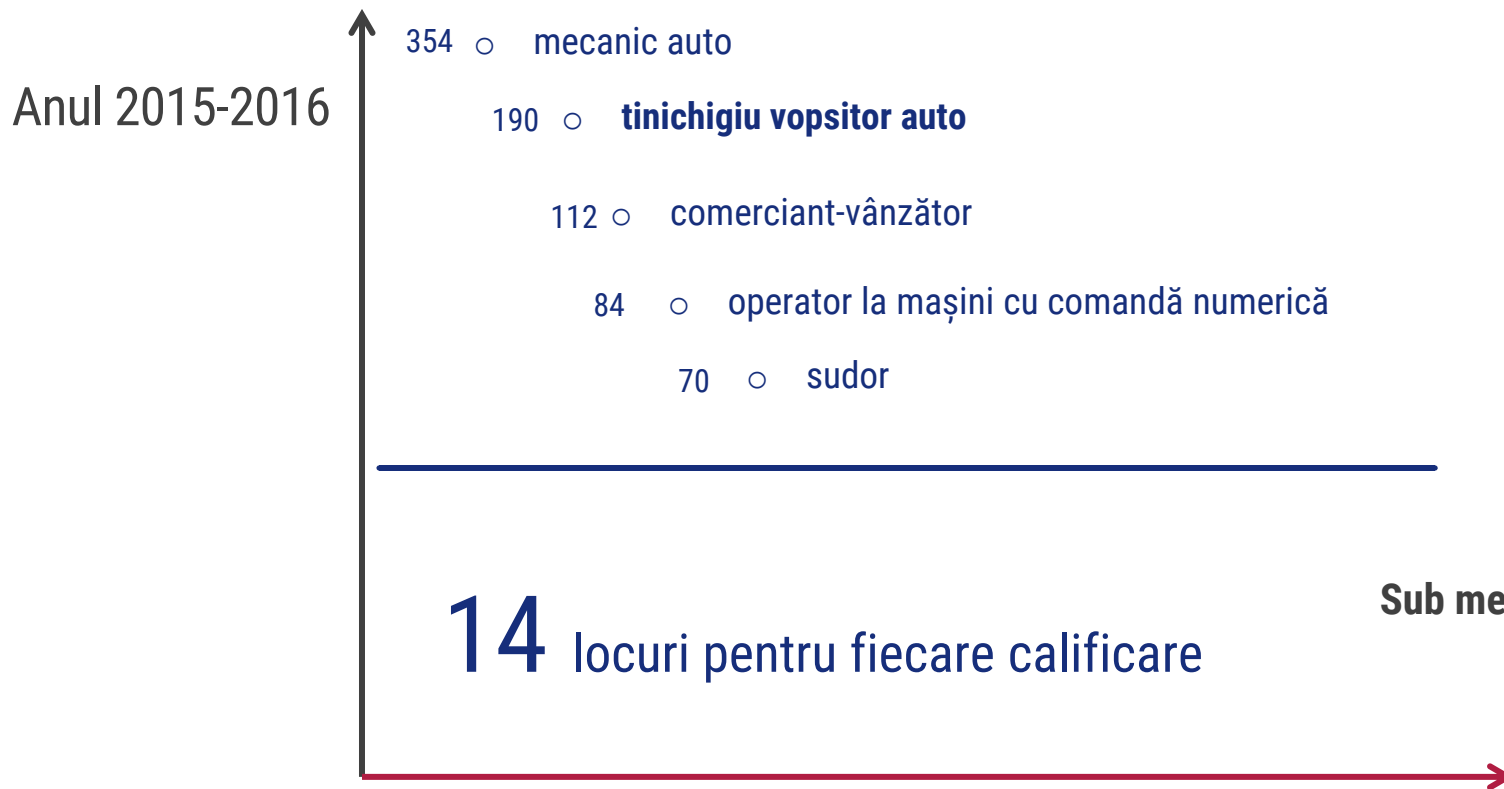 354 ○ mecanic auto
Anul 2015-2016
190 ○ tinichigiu vopsitor auto
112 ○ comerciant-vânzător
84 ○ operator la mașini cu comandă numerică
70 ○ sudor
Sub me
14 locuri pentru fiecare calificare